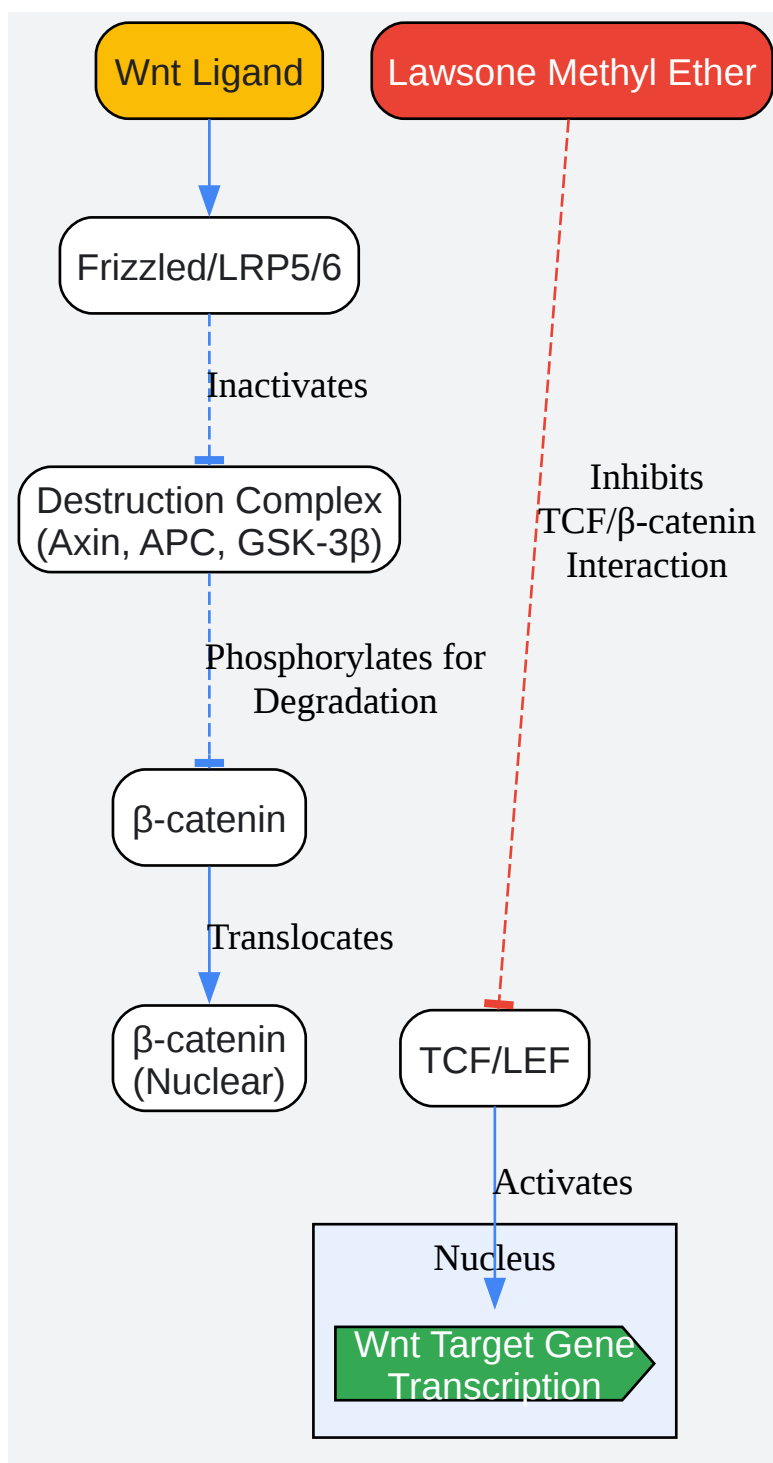 Wnt Ligand
Lawsone Methyl Ether
Frizzled/LRP5/6
Inactivates
Destruction Complex
(Axin, APC, GSK-3β)
Inhibits
TCF/β-catenin
Interaction
Phosphorylates for
Degradation
β-catenin
Translocates
β-catenin
(Nuclear)
TCF/LEF
Activates
Nucleus
Wnt Target Gene
Transcription